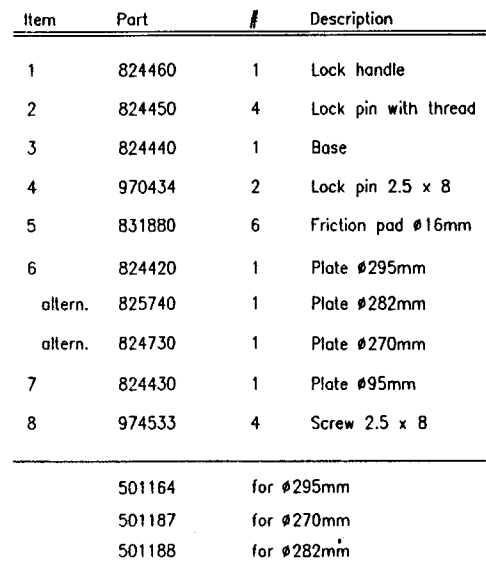 Item Part # Description
1 824460 1 Lock handle
2 824450 4 Lock pin with thread
3 824440 1 Base
4 970434 2 Lock pin 2.5 x 8
5 831880 6 Friction pad ø16mm
6 824420 1 Plate ø295mm
altern. 825740 1 Plate ø282mm
altern. 824730 1 Plate ø270mm
7 824430 1 Plate ø95mm
8 974533 4 Screw 2.5 x 8
501164 for ø295mm
501187 for ø270mm
501188 for ø282mm